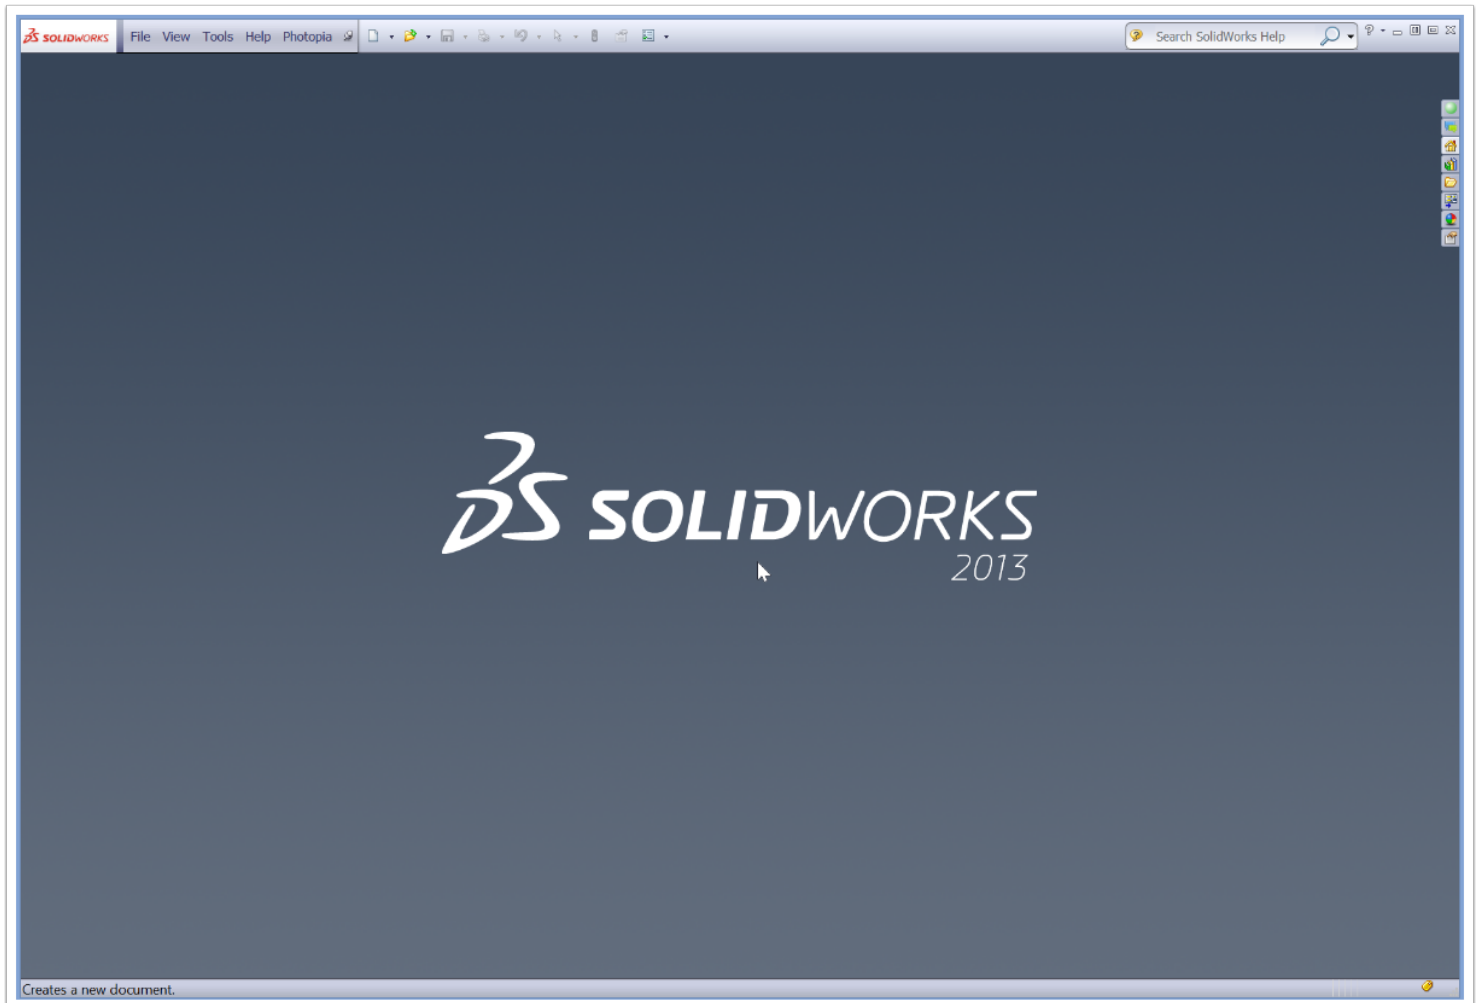 SOLIDWORKS File View Tools Help Photopia Search SolidWorks Help
SOLIDWORKS
2013
Creates a new document.